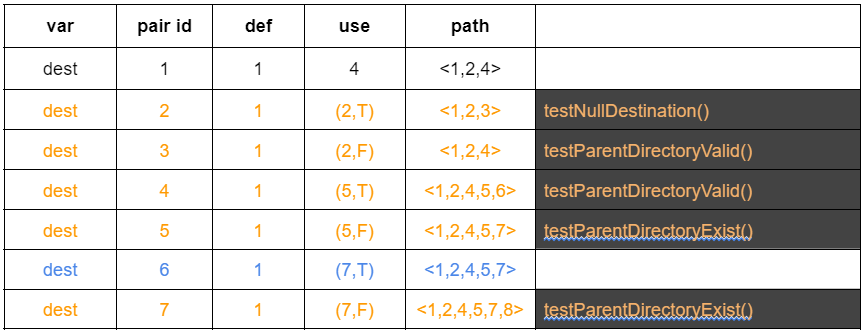 var pair id def use path
dest 1 1 4 <1,2,4>
dest 2 1 (2,T) <1,2,3> testNullDestination()
dest 3 1 (2,F) <1,2,4> testParentDirectoryValid()
dest 4 1 (5,T) <1,2,4,5,6> testParentDirectoryValid()
dest 5 1 (5,F) <1,2,4,5,7> testParentDirectoryExist()
dest 6 1 (7,T) <1,2,4,5,7>
dest 7 1 (7,F) <1,2,4,5,7,8> testParentDirectoryExist()